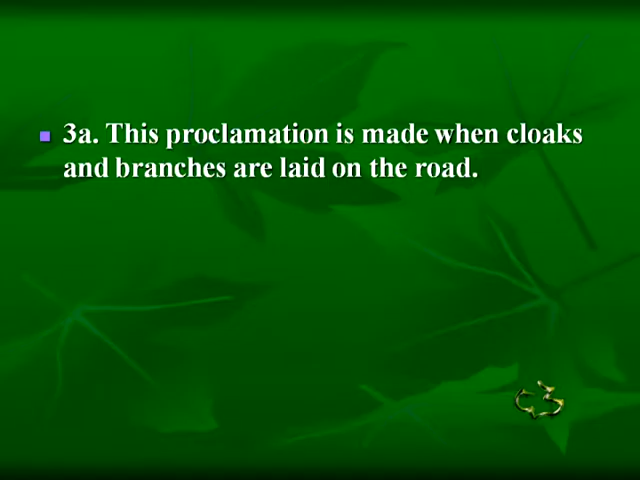 3a. This proclamation is made when cloaks
and branches are laid on the road.